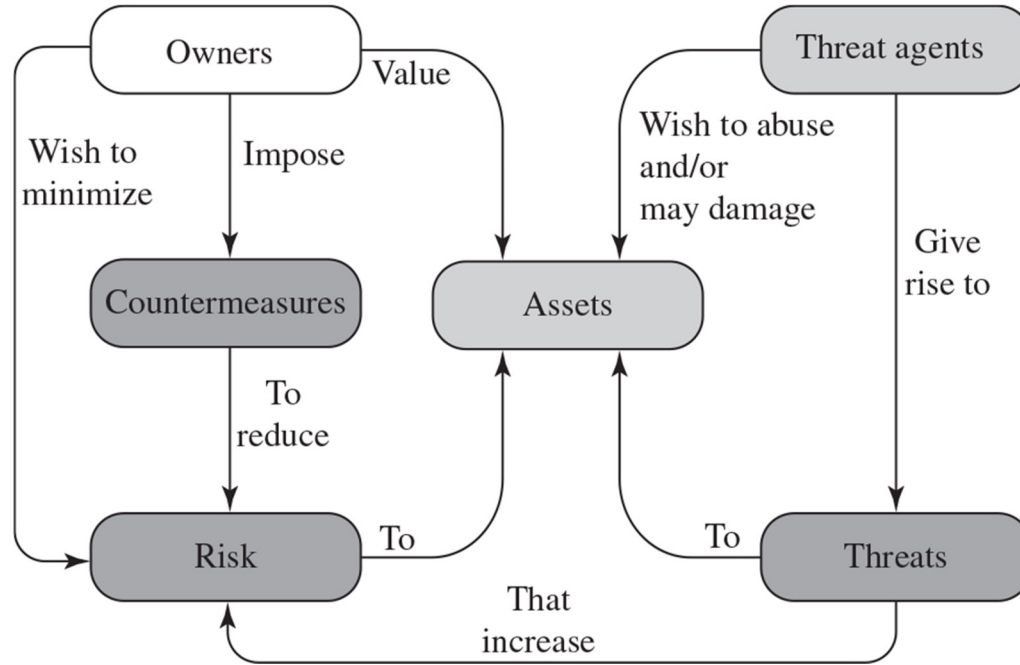 Owners
Threat agents
Value
Wish to
minimize
Impose
Wish to abuse
and/or
may damage
Give
rise to
Countermeasures
Assets
To
reduce
Risk
To
To
Threats
That
increase